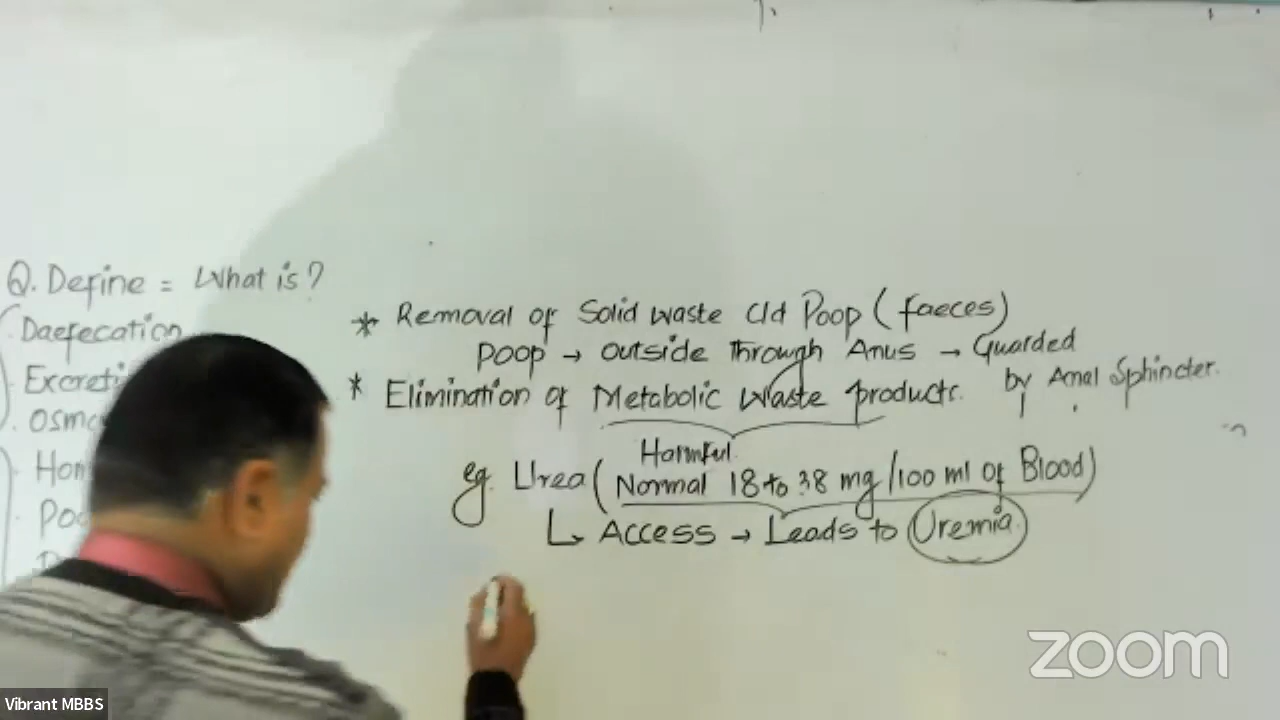 Q. Define = What is?
Daefecation
Excreti
Osmo
Hom
Poo
* Removal of Solid waste cld Poop (faeces)
Poop → outside through Anus → Guarded
by Anal Sphincter.
* Elimination of Metabolic Waste products.
Harmful
eg. Urea (Normal 18 to 38 mg/100 ml of Blood)
↳ Access → Leads to Uremia
zoom
Vibrant MBBS